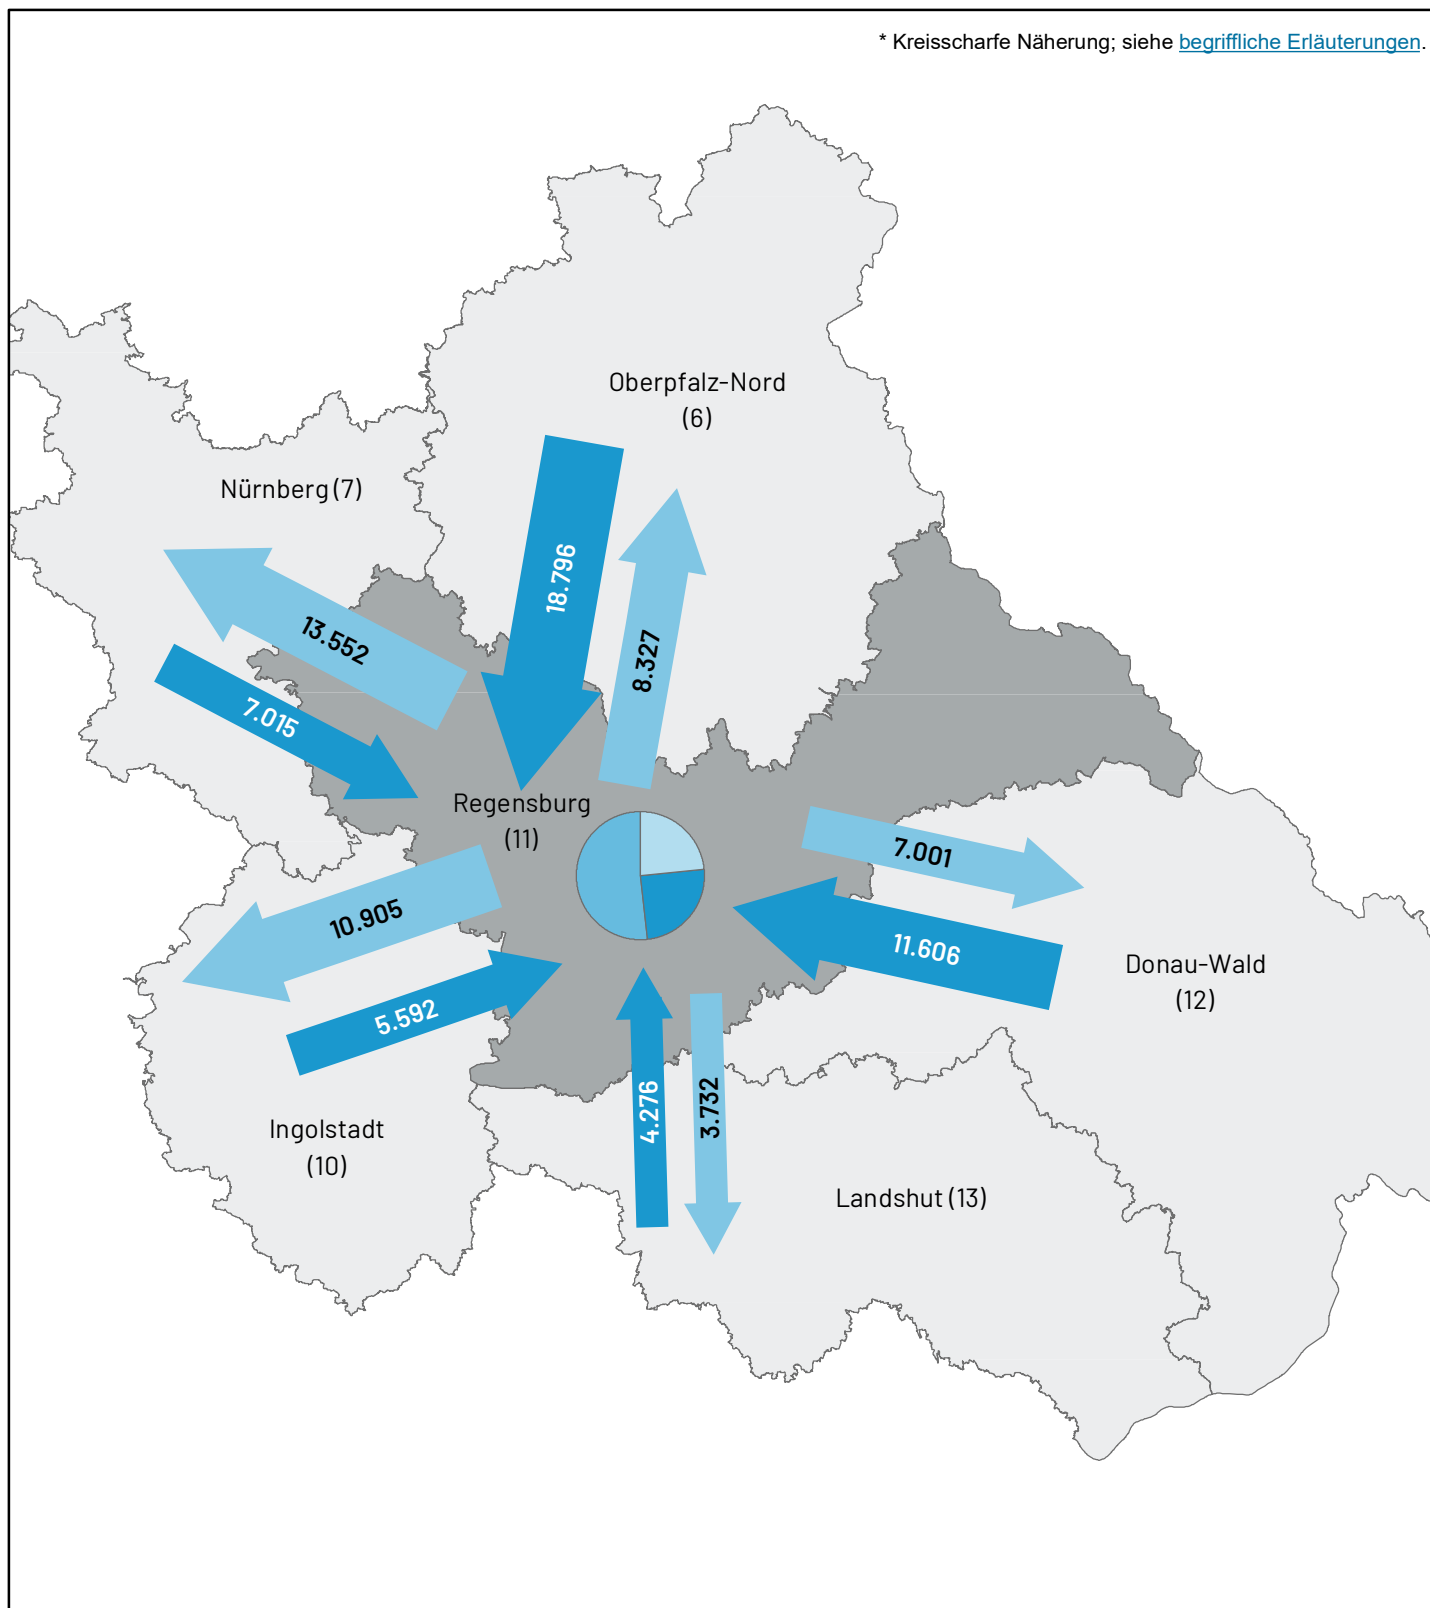 * Kreisscharfe Näherung; siehe begriffliche Erläuterungen.
Oberpfalz-Nord
(6)
Nürnberg (7)
18.796
8.327
13.552
7.015
Regensburg
(11)
7.001
11.606
10.905
5.592
Donau-Wald
(12)
4.276
3.732
Ingolstadt
(10)
Landshut (13)